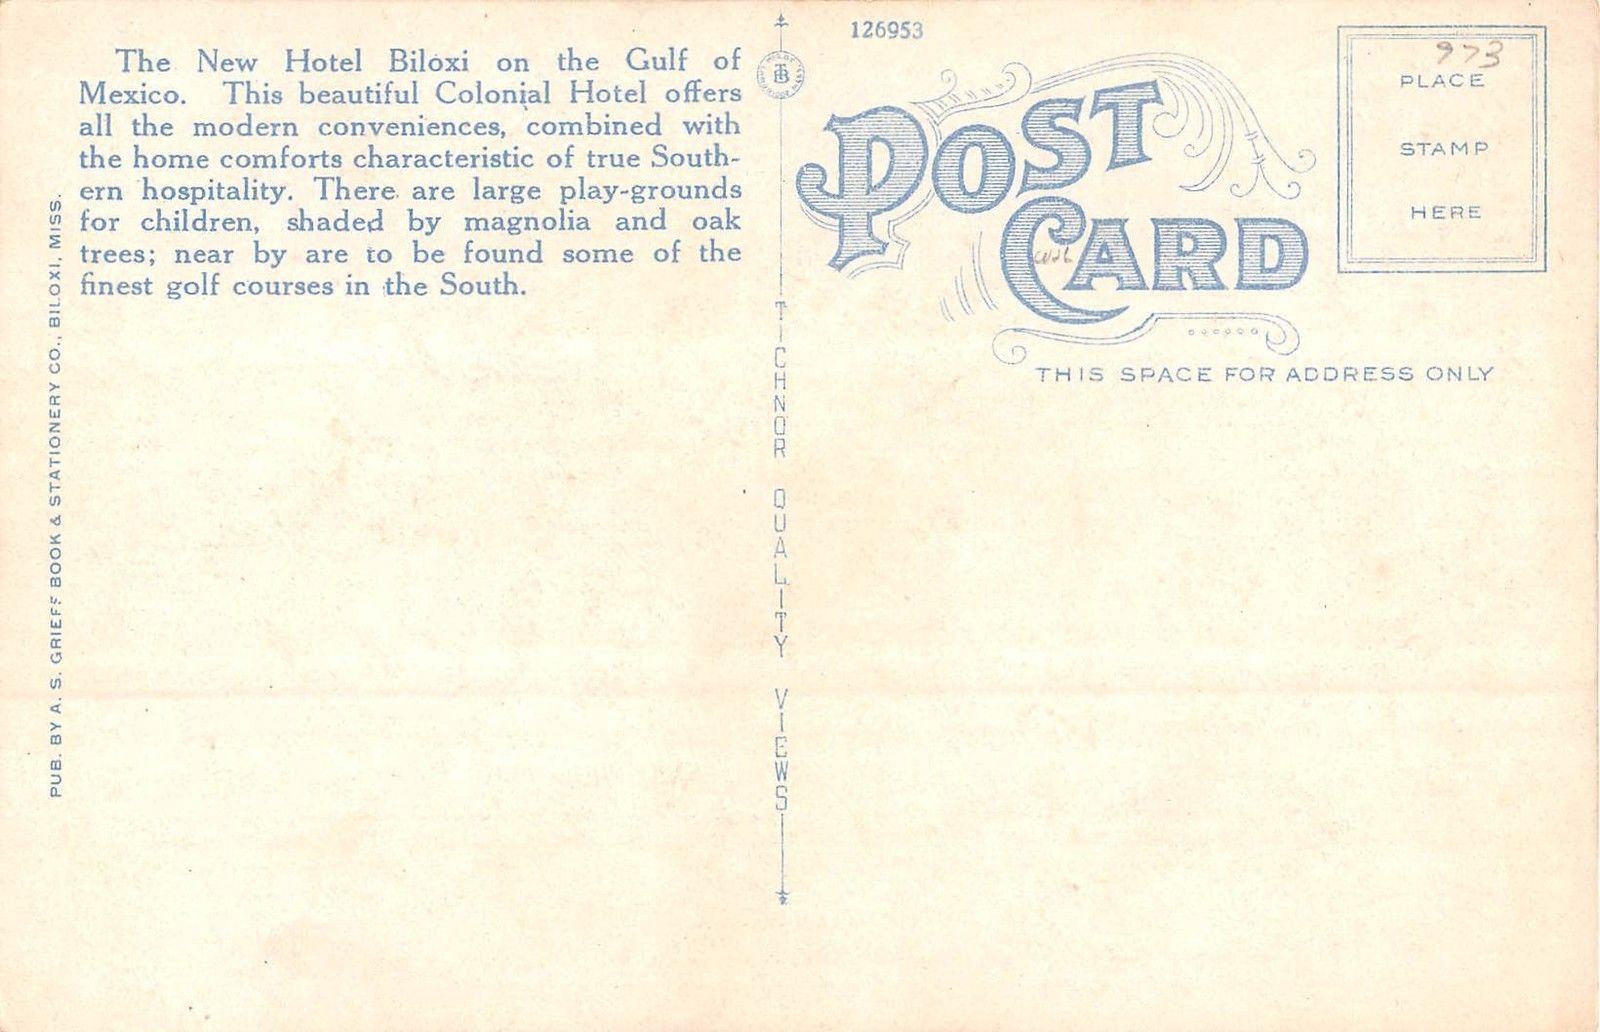 The New Hotel Biloxi on the Gulf of
Mexico. This beautiful Colonial Hotel offers
all the modern conveniences, combined with
the home comforts characteristic of true South-
ern hospitality. There are large play-grounds
for children, shaded by magnolia and oak
trees; near by are to be found some of the
finest golf courses in the South.
PUB. BY A. S. GRIEFF BOOK & STATIONERY CO., BILOXI, MISS.
TICHNOR QUALITY VIEWS
126953
POST
CARD
973
PLACE
STAMP
HERE
THIS SPACE FOR ADDRESS ONLY